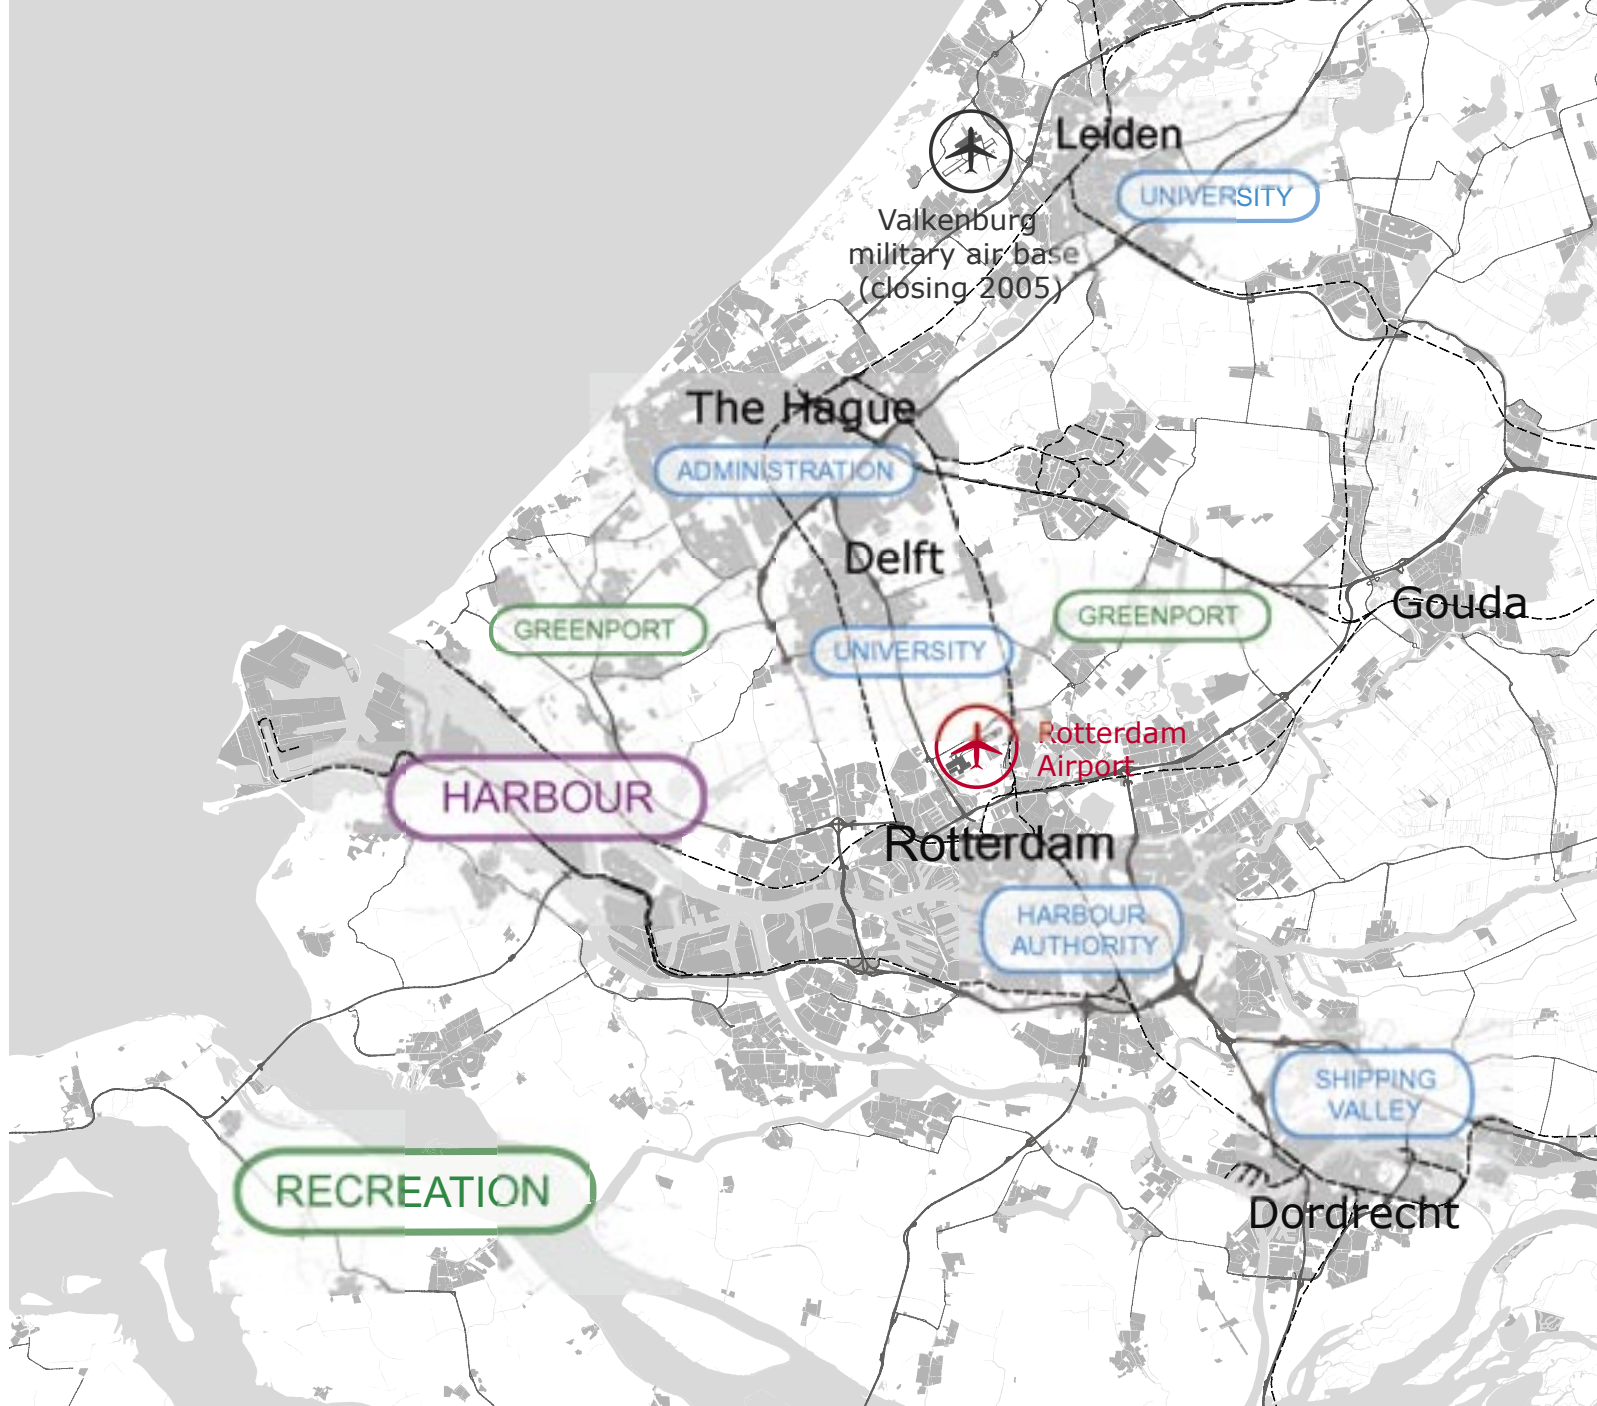 Leiden
UNIVERSITY
Valkenburg
military air base
(closing 2005)
The Hague
ADMINISTRATION
Delft
GREENPORT
UNIVERSITY
GREENPORT
Gouda
Rotterdam
Airport
HARBOUR
Rotterdam
HARBOUR
AUTHORITY
SHIPPING
VALLEY
RECREATION
Dordrecht